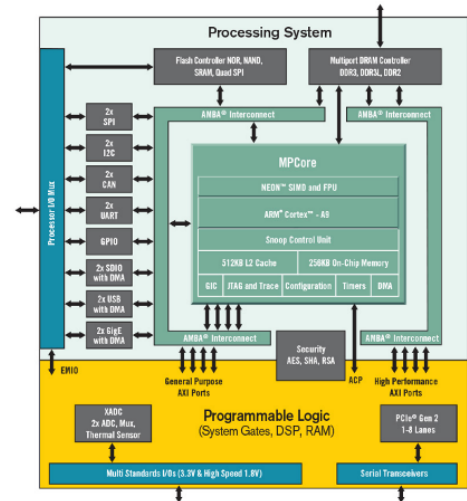 Processing System
Flash Controller NOR, NAND,
SRAM, Quad SPI
Multiport DRAM Controller
DDR3, DDR3L, DDR2
AMBA® Interconnect
AMBA® Interconnect
Processor I/O Mux
2x
SPI
2x
I2C
2x
CAN
2x
UART
GPIO
2x SDIO
with DMA
2x USB
with DMA
2x GigE
with DMA
MPCore
NEON™ SIMD and FPU
ARM® Cortex™ - A9
Snoop Control Unit
512KB L2 Cache
256KB On-Chip Memory
GIC
JTAG and Trace
Configuration
Timers
DMA
AMBA® Interconnect
AMBA® Interconnect
EMIO
General Purpose
AXI Ports
Security
AES, SHA, RSA
ACP
High Performance
AXI Ports
Programmable Logic
(System Gates, DSP, RAM)
XADC
2x ADC, Mux,
Thermal Sensor
PCIe® Gen 2
1-8 Lanes
Multi Standards I/Os (3.3V & High Speed 1.8V)
Serial Transceivers